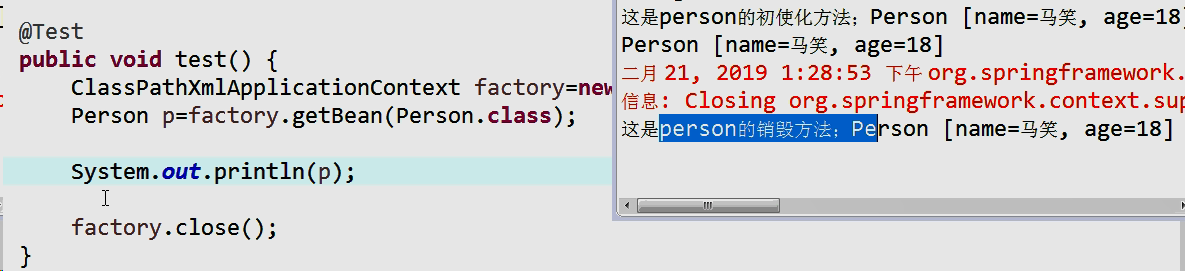 @Test
public void test() {
ClassPathXmlApplicationContext factory=new
Person p=factory.getBean(Person.class);
System.out.println(p);
factory.close();
}
这是person的初使化方法；Person [name=马笑, age=18]
Person [name=马笑, age=18]
二月 21, 2019 1:28:53 下午 org.springframework.
信息: Closing org.springframework.context.sup
这是person的销毁方法；Person [name=马笑, age=18]